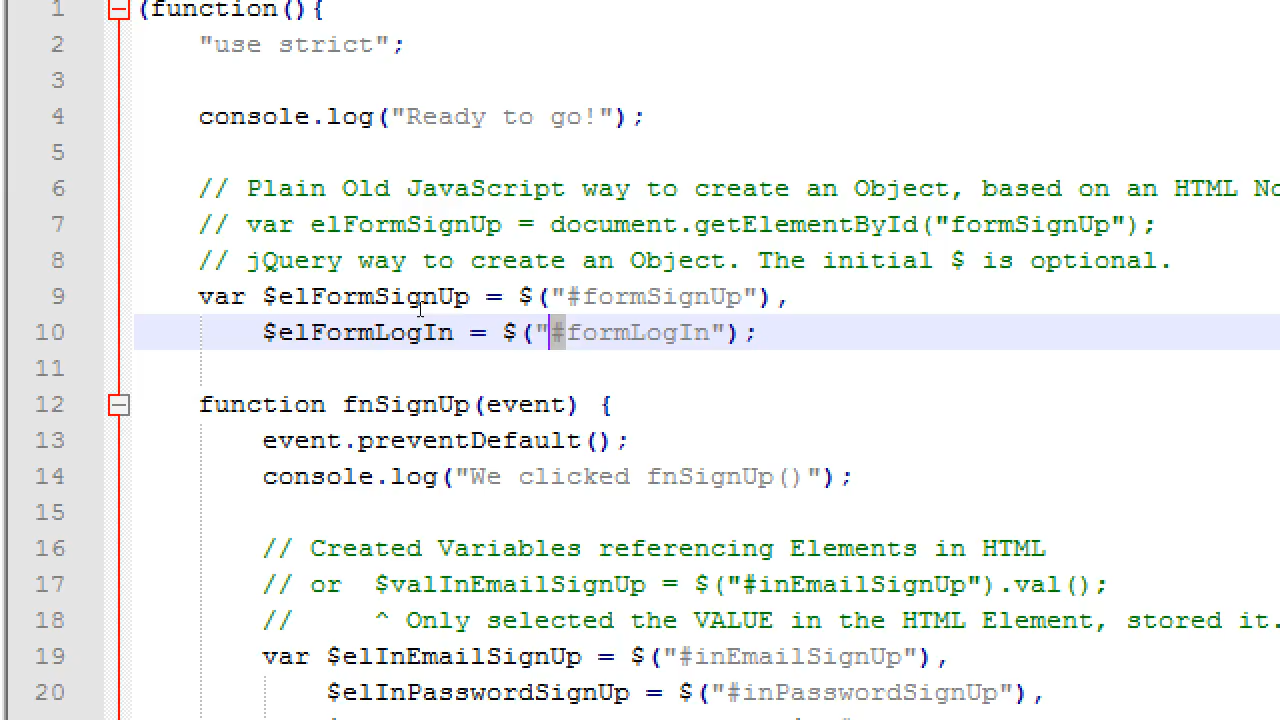 1 (function(){
2 "use strict";
3
4 console.log("Ready to go!");
5
6 // Plain Old JavaScript way to create an Object, based on an HTML No
7 // var elFormSignUp = document.getElementById("formSignUp");
8 // jQuery way to create an Object. The initial $ is optional.
9 var $elFormSignUp = $("#formSignUp"),
10 $elFormLogIn = $("#formLogIn");
11
12 function fnSignUp(event) {
13 event.preventDefault();
14 console.log("We clicked fnSignUp()");
15
16 // Created Variables referencing Elements in HTML
17 // or $valInEmailSignUp = $("#inEmailSignUp").val();
18 // ^ Only selected the VALUE in the HTML Element, stored it.
19 var $elInEmailSignUp = $("#inEmailSignUp"),
20 $elInPasswordSignUp = $("#inPasswordSignUp"),